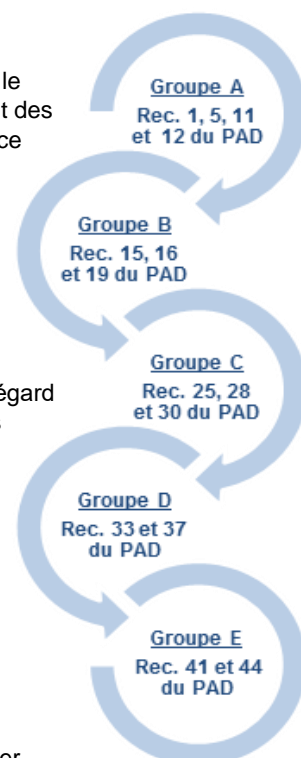 le
t des
ce
Groupe A
Rec. 1, 5, 11
et 12 du PAD
Groupe B
Rec. 15, 16
et 19 du PAD
égard
Groupe C
Rec. 25, 28
et 30 du PAD
Groupe D
Rec. 33 et 37
du PAD
Groupe E
Rec. 41 et 44
du PAD